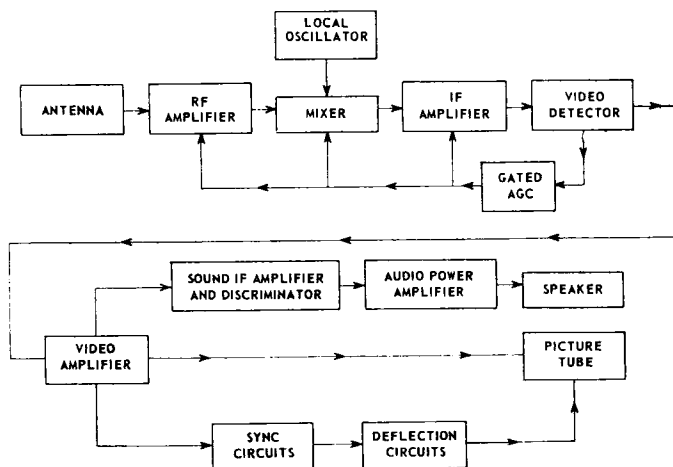 LOCAL
OSCILLATOR
ANTENNA
RF
AMPLIFIER
MIXER
IF
AMPLIFIER
VIDEO
DETECTOR
GATED
AGC
SOUND IF AMPLIFIER
AND DISCRIMINATOR
AUDIO POWER
AMPLIFIER
SPEAKER
VIDEO
AMPLIFIER
PICTURE
TUBE
SYNC
CIRCUITS
DEFLECTION
CIRCUITS